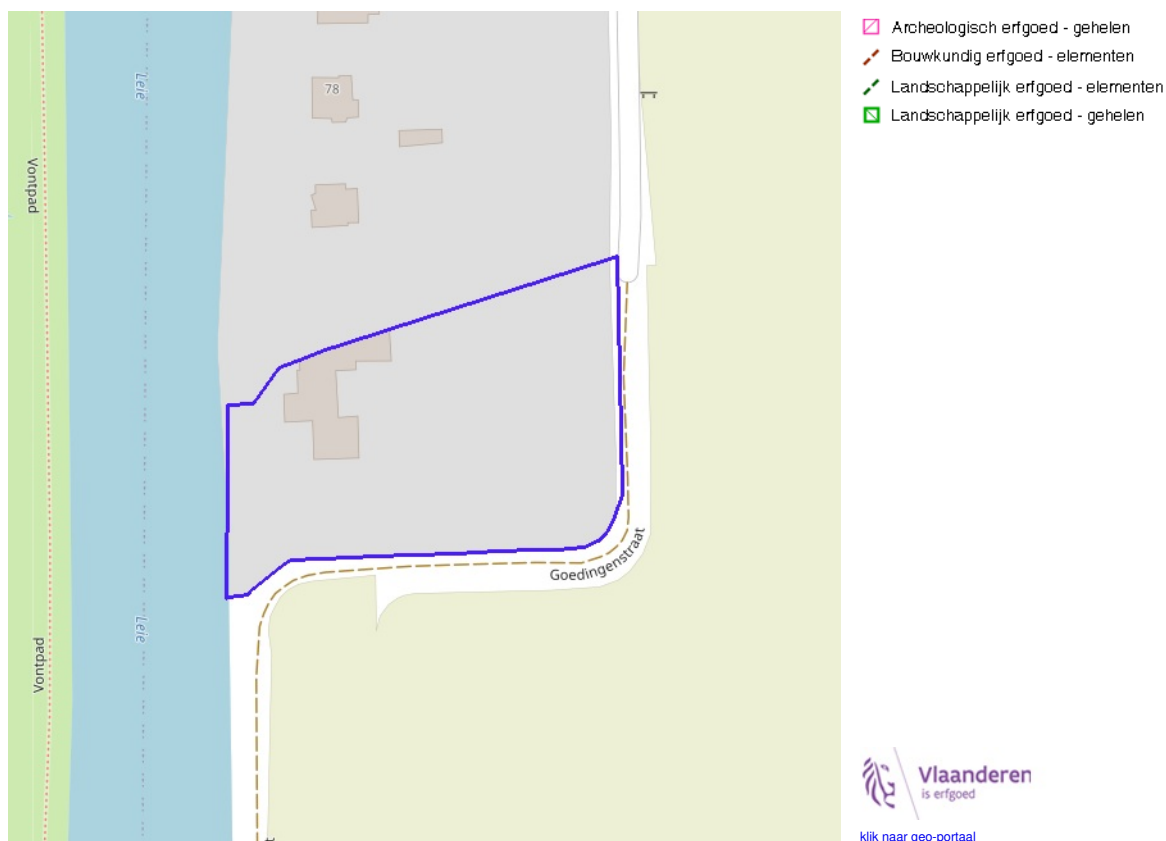 Leie
78
Vontpad
Goedingenstraat
Leie
Vontpad
Archeologisch erfgoed - gehelen
Bouwkundig erfgoed - elementen
Landschappelijk erfgoed - elementen
Landschappelijk erfgoed - gehelen
Vlaanderen
is erfgoed
klik naar geo-portaal